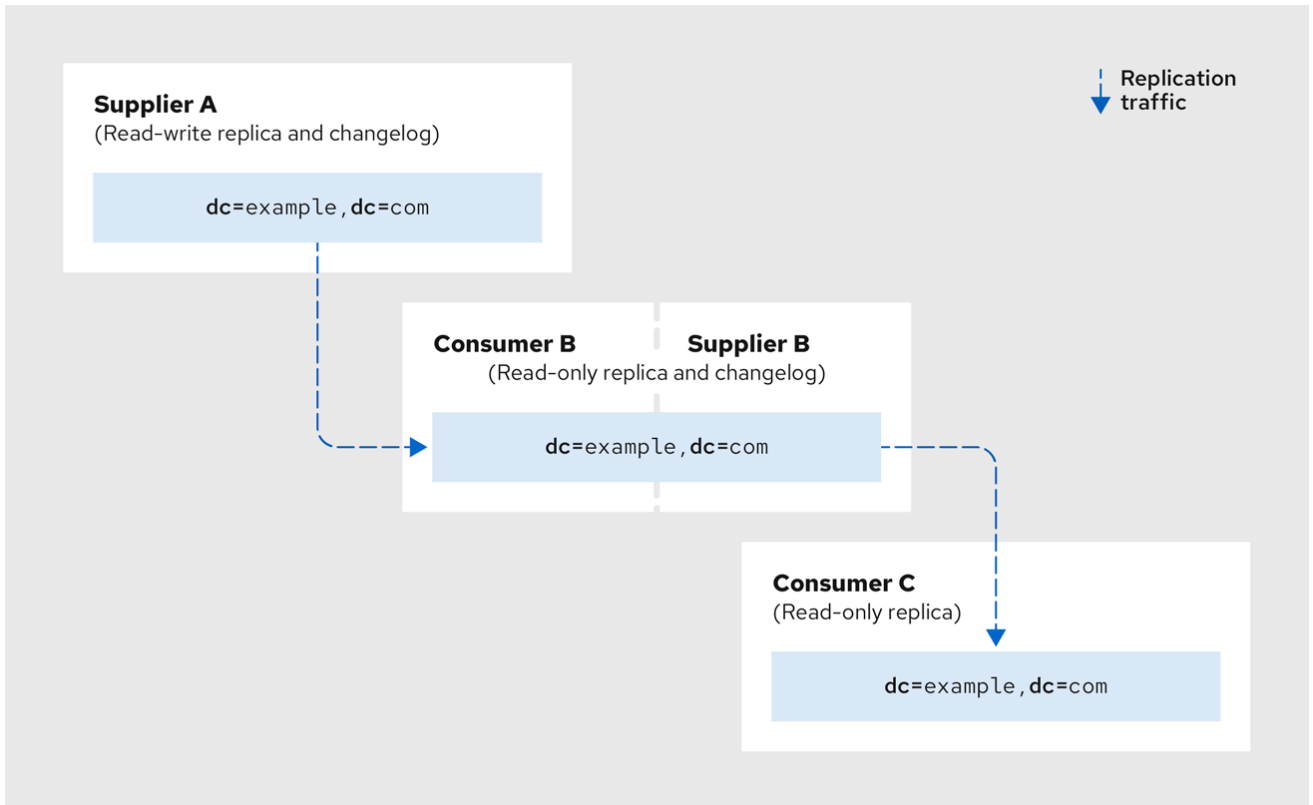 Supplier A
(Read-write replica and changelog)
dc=example,dc=com
Replication
traffic
Consumer B Supplier B
(Read-only replica and changelog)
dc=example,dc=com
Consumer C
(Read-only replica)
dc=example,dc=com